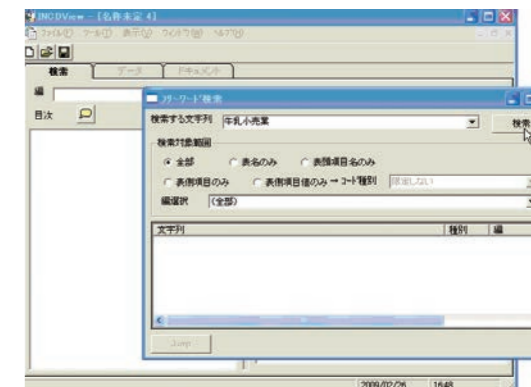 INODView - [名称未定 4]
ファイル(F) ツール(T) 表示(V) ウィンドウ(W) ヘルプ(H)
検索 データ ドキュメント
編
目次
フリーワード検索
検索する文字列 牛乳小売業 検索
検索対象範囲
全部 表名のみ 表頭項目名のみ
表側項目のみ 表側項目値のみ → コード種別 限定しない
編選択 (全部)
文字列 種別 編
Jump
2009/02/26 16:48